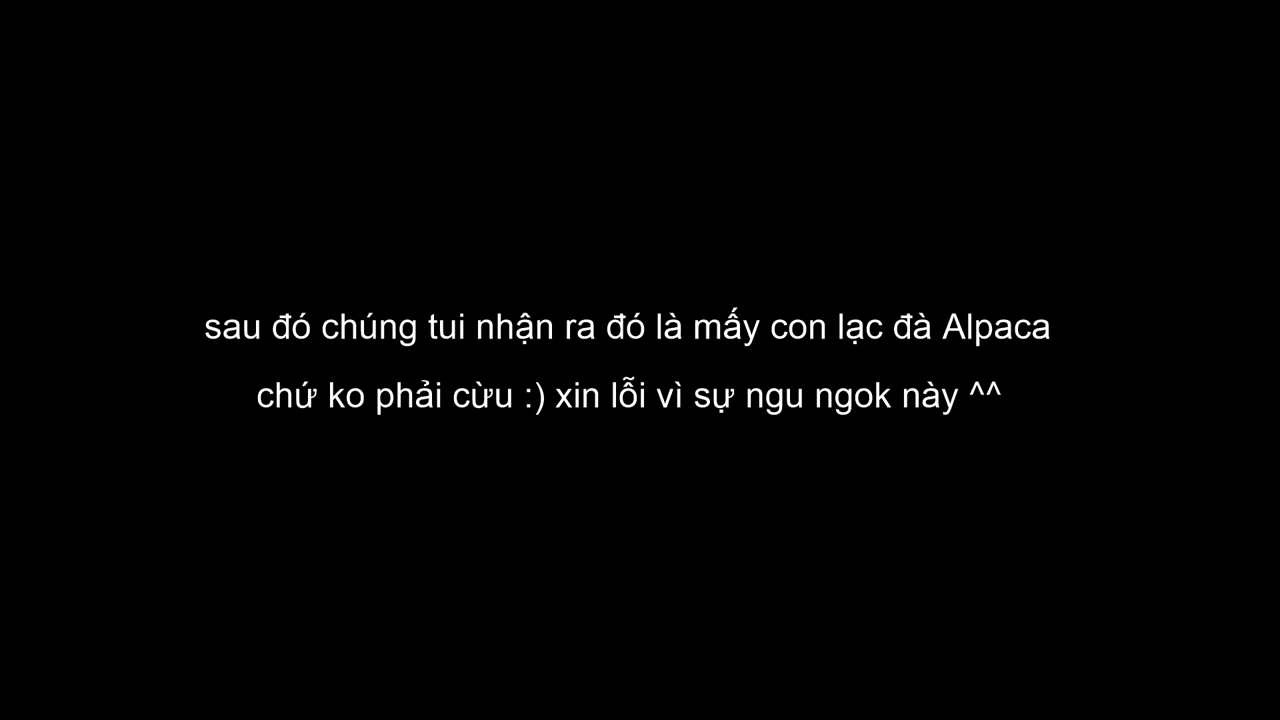 sau đó chúng tui nhận ra đó là mấy con lạc đà Alpaca
chứ ko phải cừu :) xin lỗi vì sự ngu ngok này ^^